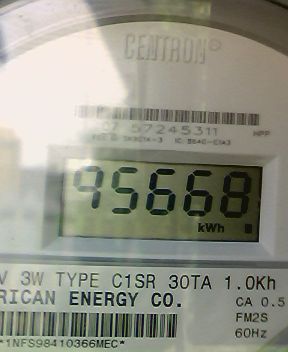 CENTRON®
57245311
HPP
95668
kWh
V 3W TYPE C1SR 30TA 1.0Kh
RICAN ENERGY CO.
CA 0.5
FM2S
60Hz
*1NFS98410366MEC*